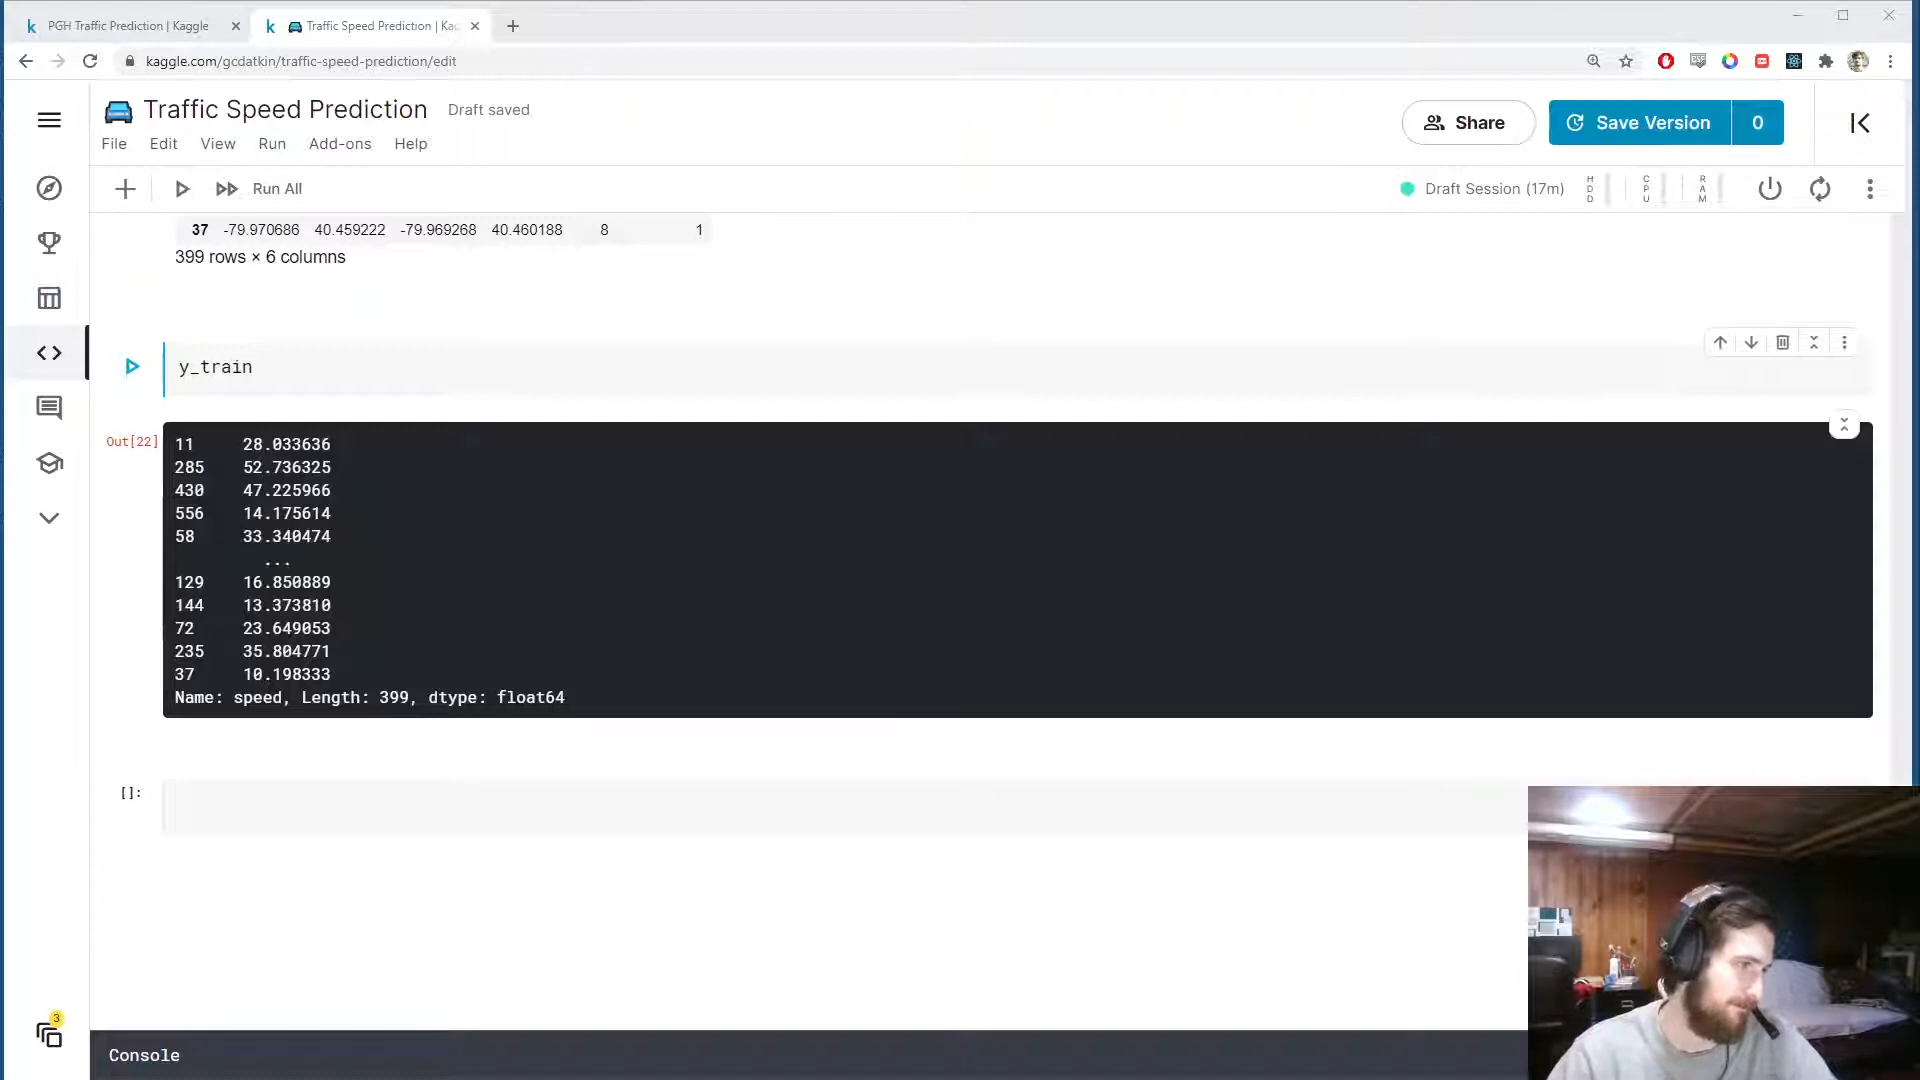 PGH Traffic Prediction | Kaggle
Traffic Speed Prediction | Kag
kaggle.com/gcdatkin/traffic-speed-prediction/edit
Traffic Speed Prediction
Draft saved
Share
Save Version
0
File Edit View Run Add-ons Help
Run All
Draft Session (17m)
HDD
CPU
RAM
37 -79.970686 40.459222 -79.969268 40.460188 8 1
399 rows × 6 columns
y_train
Out[22]
11 28.033636
285 52.736325
430 47.225966
556 14.175614
58 33.340474
...
129 16.850889
144 13.373810
72 23.649053
235 35.804771
37 10.198333
Name: speed, Length: 399, dtype: float64
[]:
3
Console